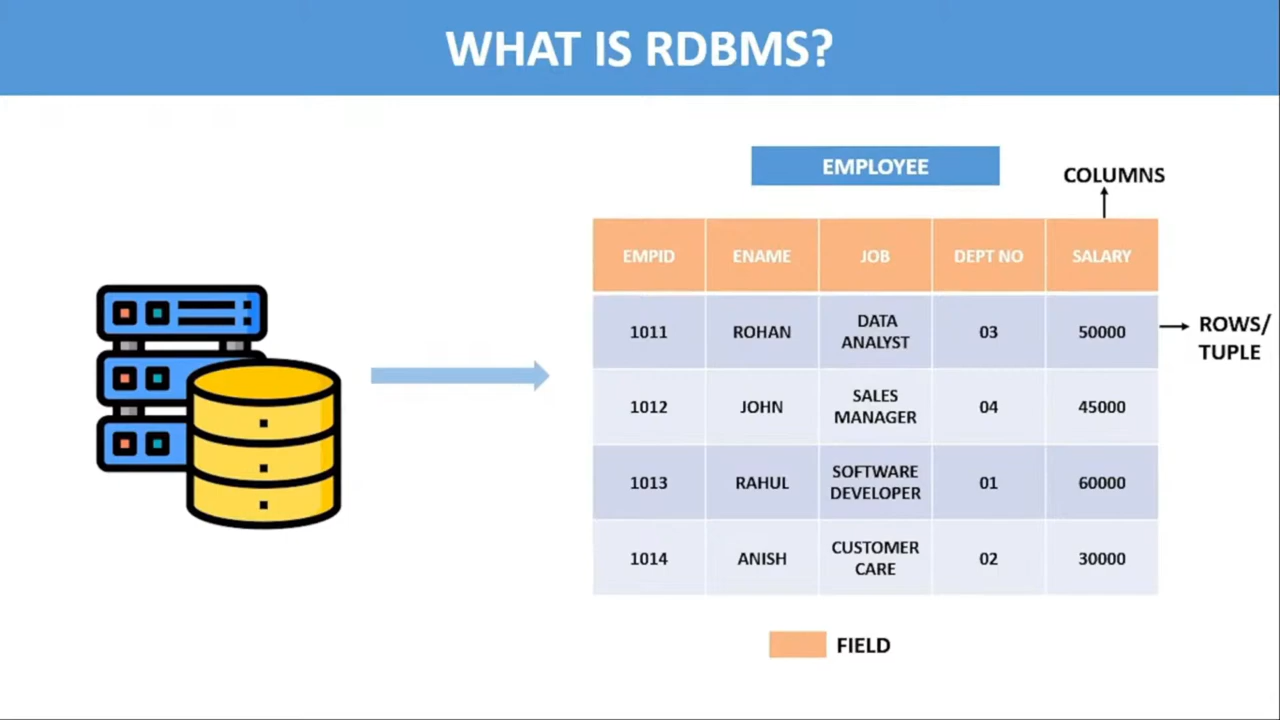 WHAT IS RDBMS?
EMPLOYEE
COLUMNS
EMPID ENAME JOB DEPT NO SALARY
1011 ROHAN DATA ANALYST 03 50000
ROWS/
TUPLE
1012 JOHN SALES MANAGER 04 45000
1013 RAHUL SOFTWARE DEVELOPER 01 60000
1014 ANISH CUSTOMER CARE 02 30000
FIELD